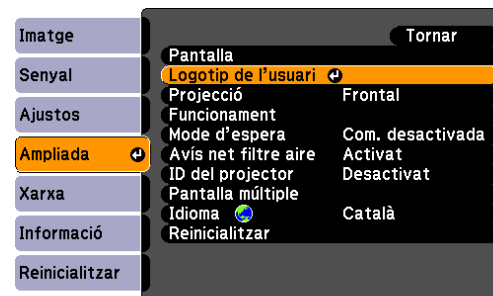 Imatge
Senyal
Ajustos
Ampliada
Xarxa
Informació
Reinicialitzar
Tornar
Pantalla
Logotip de l'usuari
Projecció Frontal
Funcionament
Mode d'espera Com. desactivada
Avís net filtre aire Activat
ID del projector Desactivat
Pantalla múltiple
Idioma Català
Reinicialitzar